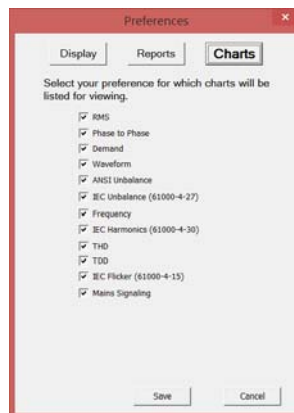 Preferences
Display Reports Charts
Select your preference for which charts will be
listed for viewing.
RMS
Phase to Phase
Demand
Waveform
ANSI Unbalance
IEC Unbalance (61000-4-27)
Frequency
IEC Harmonics (61000-4-30)
THD
TDD
IEC Flicker (61000-4-15)
Mains Signaling
Save Cancel